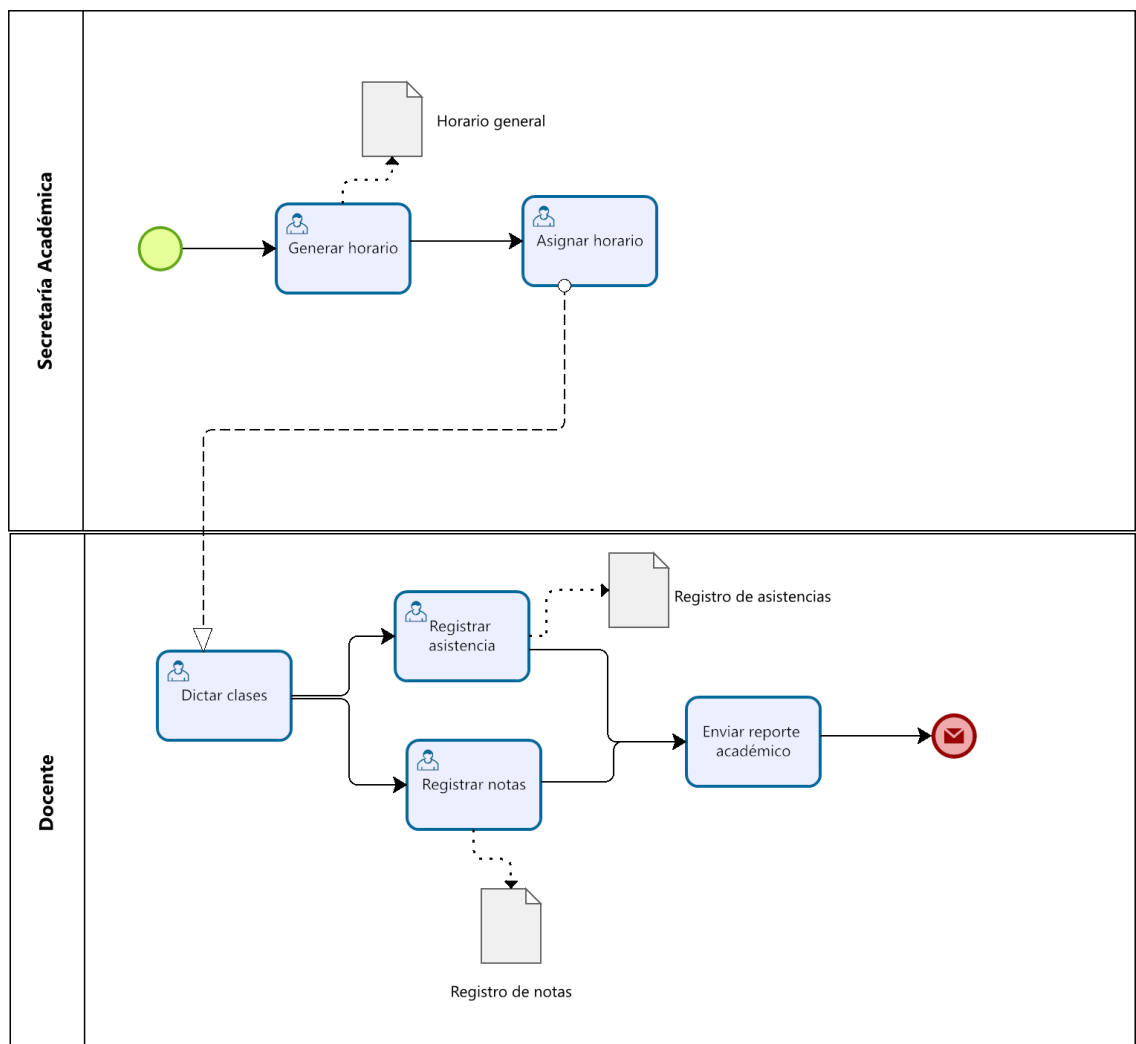 Secretaría Académica
Horario general
Generar horario
Asignar horario
Docente
Registro de asistencias
Registrar
asistencia
Dictar clases
Enviar reporte
académico
Registrar notas
Registro de notas